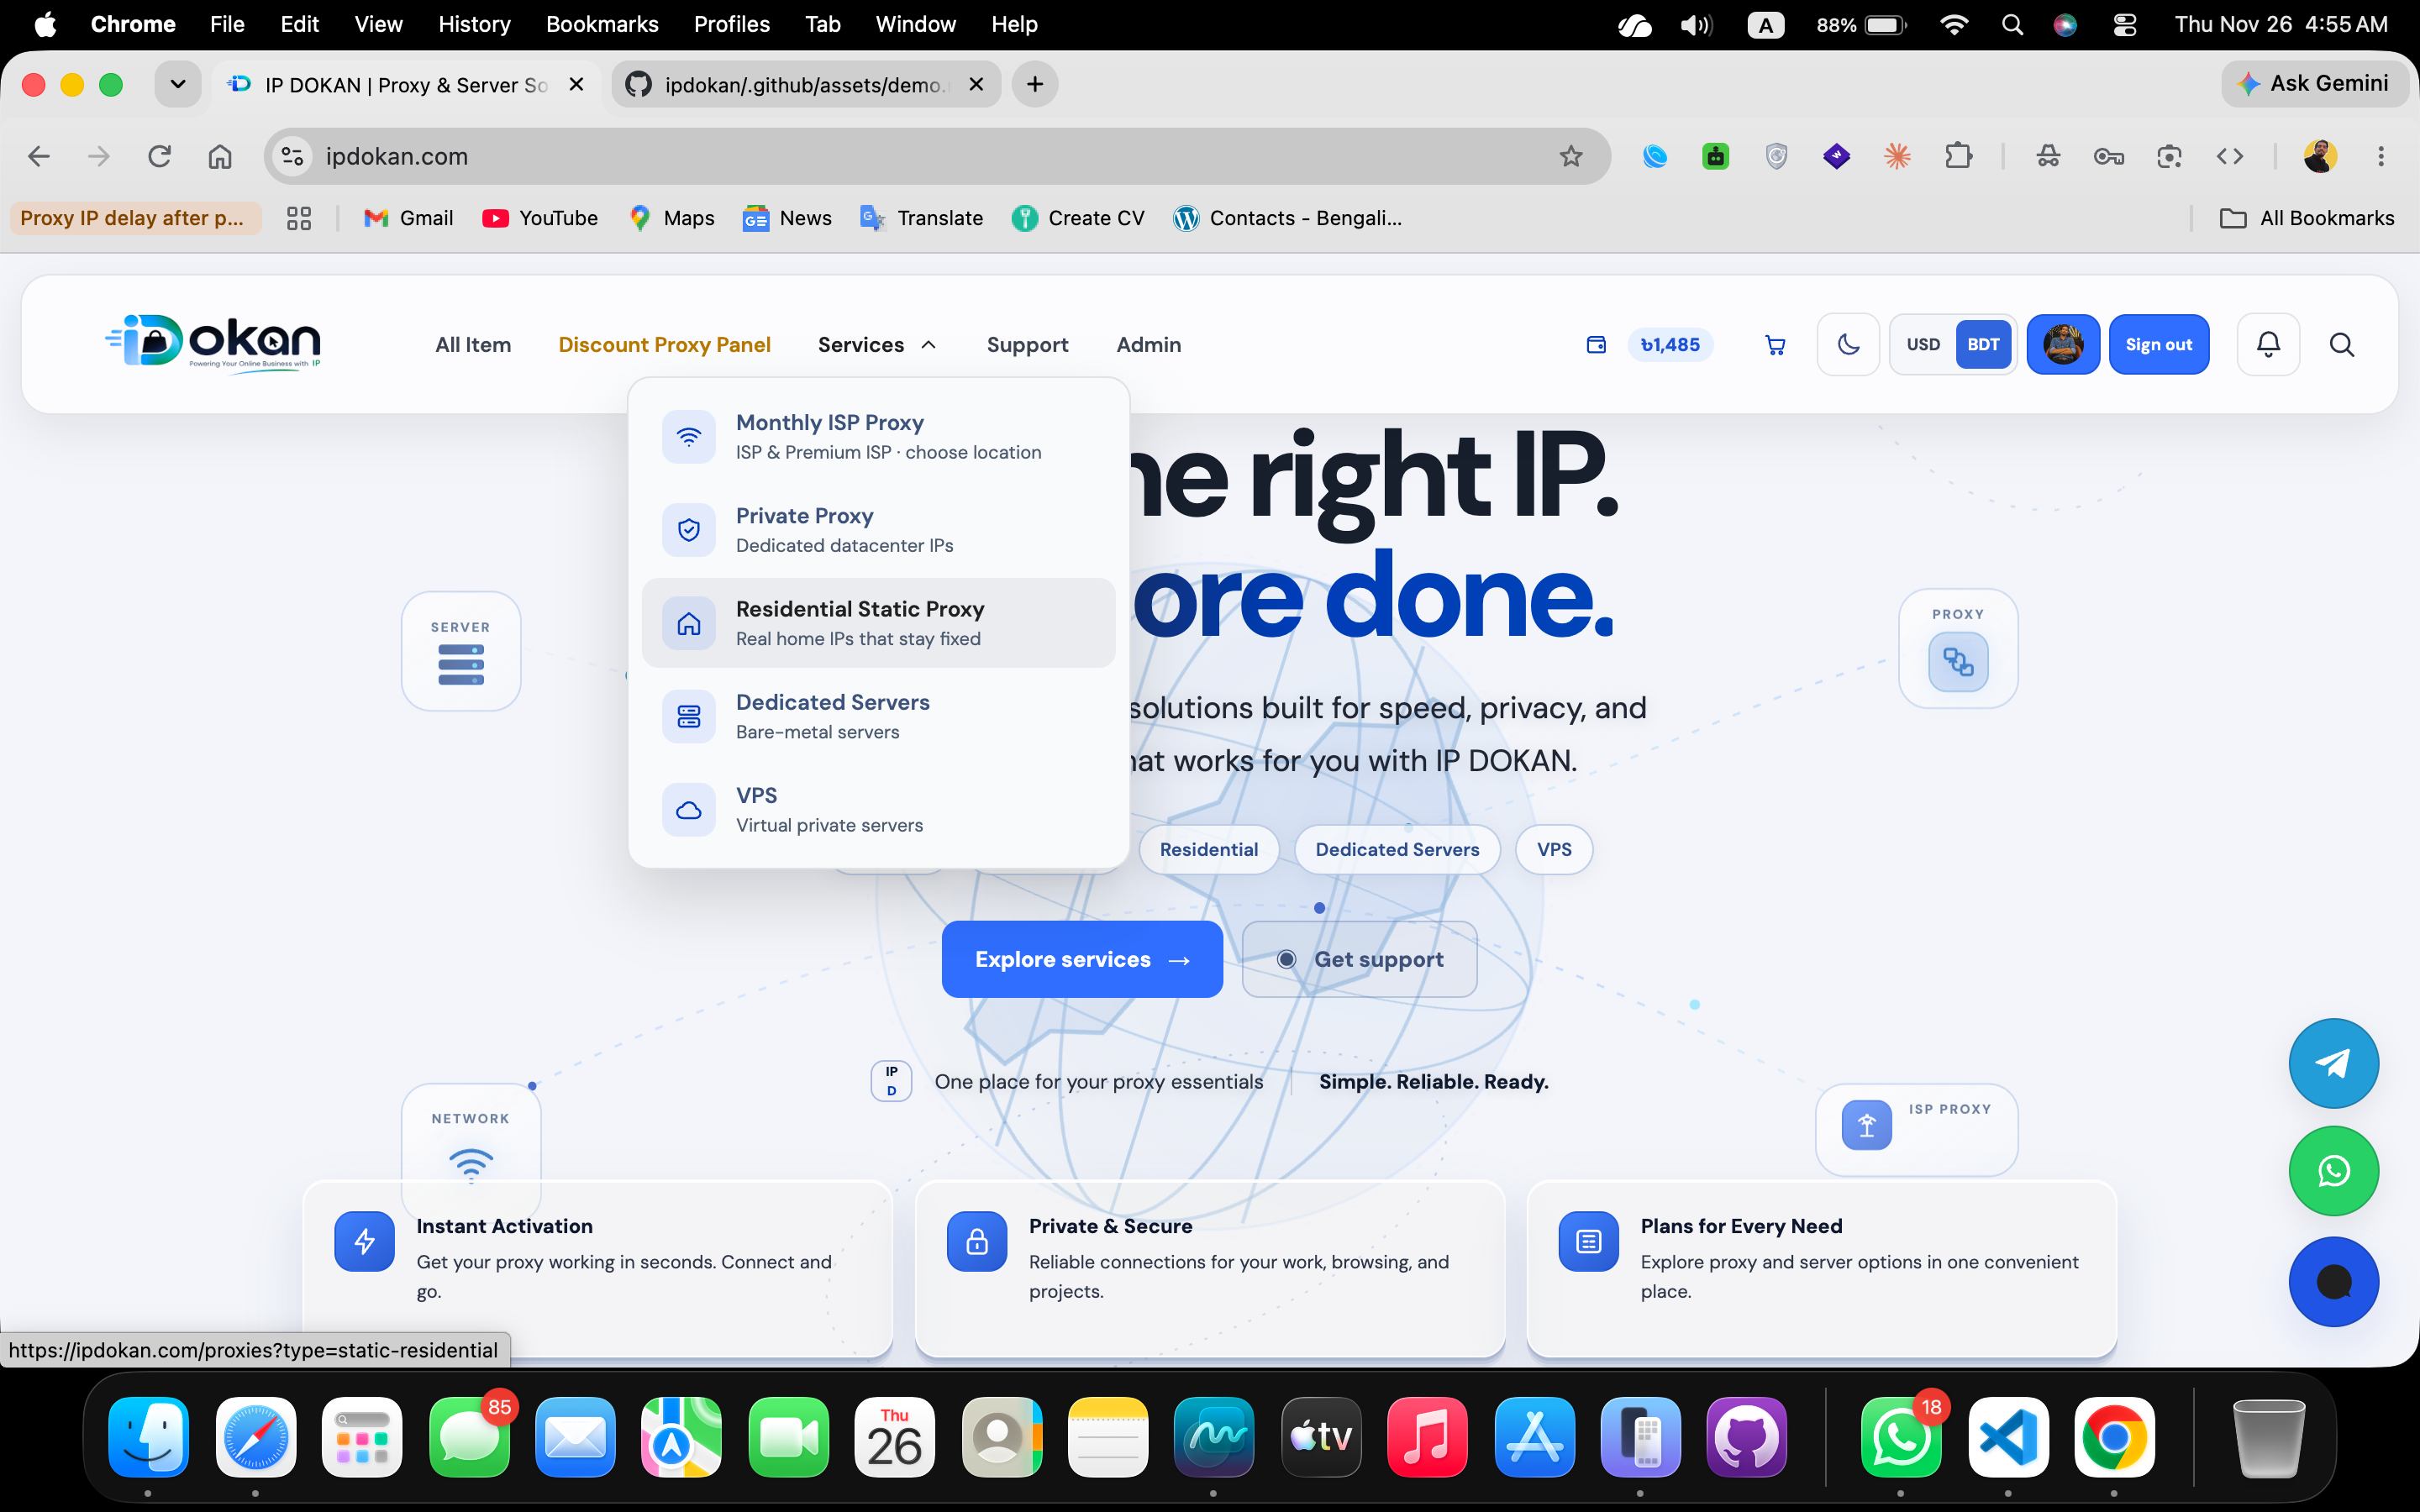 Chrome File Edit View History Bookmarks Profiles Tab Window Help
A 88% Thu Nov 26 4:55 AM
IP DOKAN | Proxy & Server So
ipdokan/.github/assets/demo.
Ask Gemini
ipdokan.com
Proxy IP delay after p...
Gmail YouTube Maps News Translate Create CV Contacts - Bengali...
All Bookmarks
iDokan
Powering Your Online Business with IP
All Item Discount Proxy Panel Services Support Admin
৳1,485
USD BDT
Sign out
Monthly ISP Proxy
ISP & Premium ISP · choose location
Private Proxy
Dedicated datacenter IPs
Residential Static Proxy
Real home IPs that stay fixed
Dedicated Servers
Bare-metal servers
VPS
Virtual private servers
right IP.
ore done.
solutions built for speed, privacy, and
works for you with IP DOKAN.
SERVER
PROXY
Residential Dedicated Servers VPS
Explore services →
Get support
IP
D
One place for your proxy essentials
Simple. Reliable. Ready.
NETWORK
ISP PROXY
Instant Activation
Get your proxy working in seconds. Connect and
go.
Private & Secure
Reliable connections for your work, browsing, and
projects.
Plans for Every Need
Explore proxy and server options in one convenient
place.
https://ipdokan.com/proxies?type=static-residential
85
Thu
26
tv
18